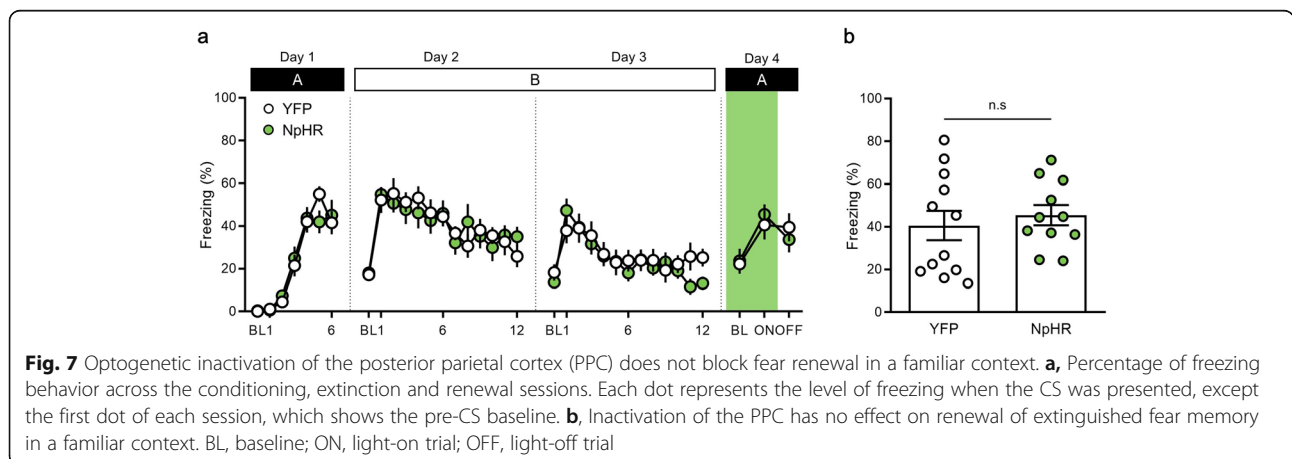 a
b
Day 1
Day 2
Day 3
Day 4
A
B
A
YFP
NpHR
Freezing (%)
100
80
60
40
20
0
BL1
6
BL1
6
12
BL1
6
12
BL ON OFF
n.s
Freezing (%)
100
80
60
40
20
0
YFP
NpHR
Fig. 7 Optogenetic inactivation of the posterior parietal cortex (PPC) does not block fear renewal in a familiar context. a, Percentage of freezing
behavior across the conditioning, extinction and renewal sessions. Each dot represents the level of freezing when the CS was presented, except
the first dot of each session, which shows the pre-CS baseline. b, Inactivation of the PPC has no effect on renewal of extinguished fear memory
in a familiar context. BL, baseline; ON, light-on trial; OFF, light-off trial